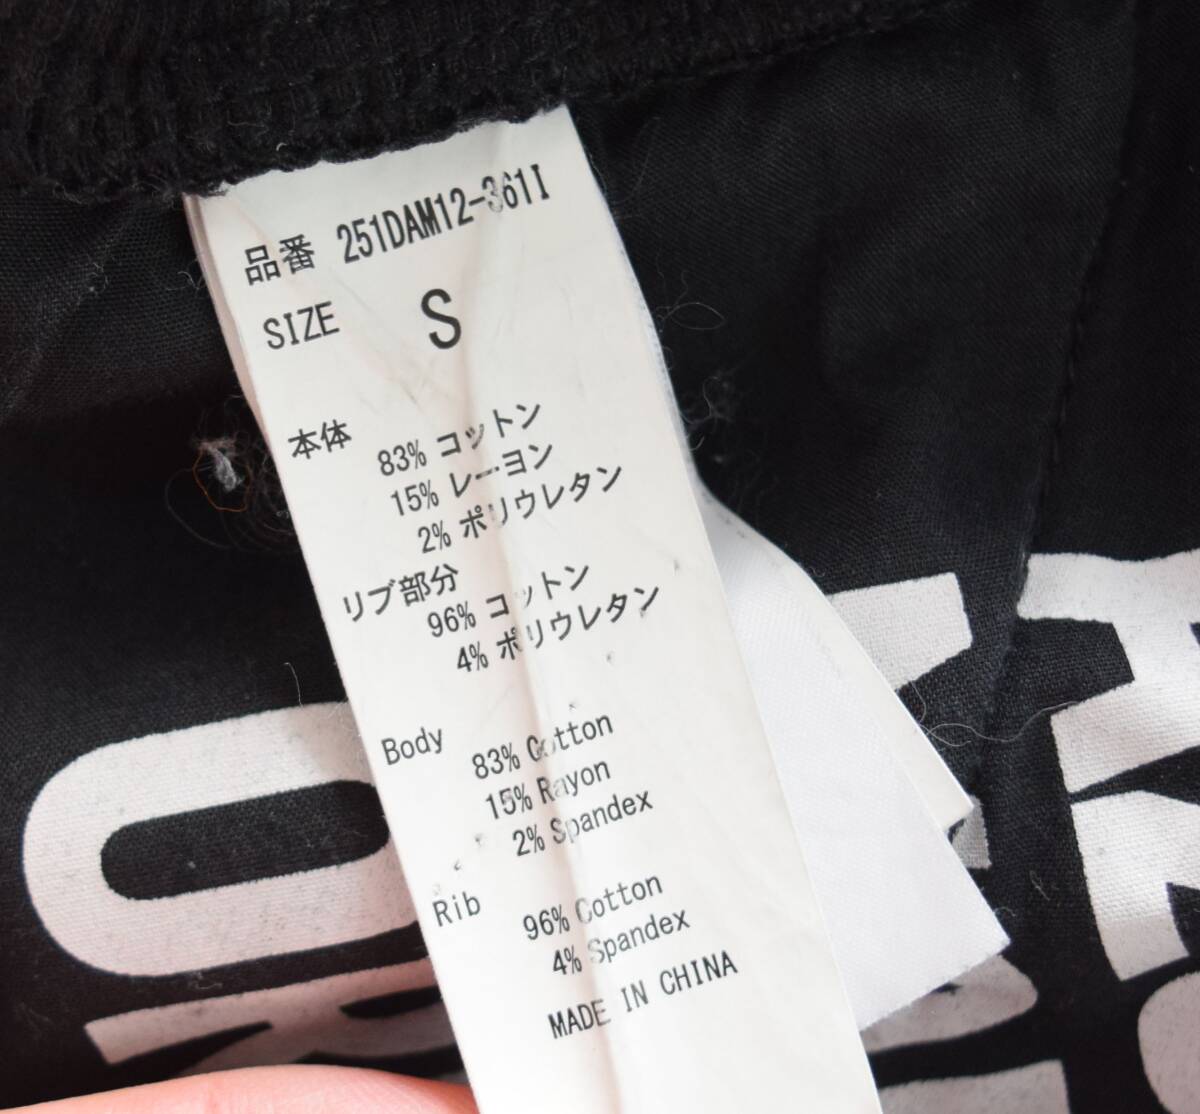 品番 251DAM12-361I
SIZE S
本体 83% コットン
15% レーヨン
2% ポリウレタン
リブ部分
96% コットン
4% ポリウレタン
Body
83% Cotton
15% Rayon
2% Spandex
Rib
96% Cotton
4% Spandex
MADE IN CHINA